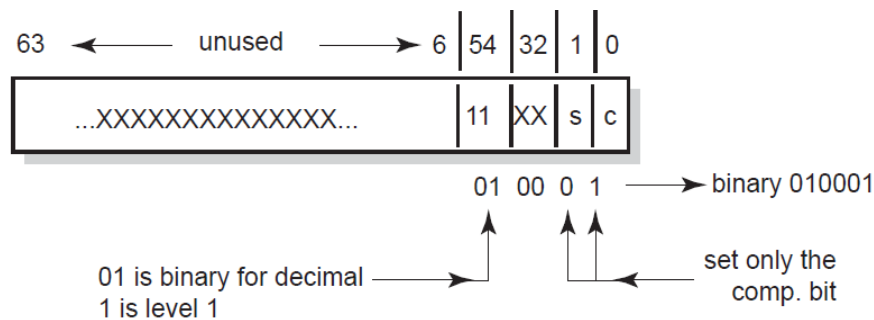 63 unused 6 54 32 1 0
...XXXXXXXXXXXXXX... 11 XX s c
01 00 0 1 binary 010001
01 is binary for decimal
1 is level 1
set only the
comp. bit